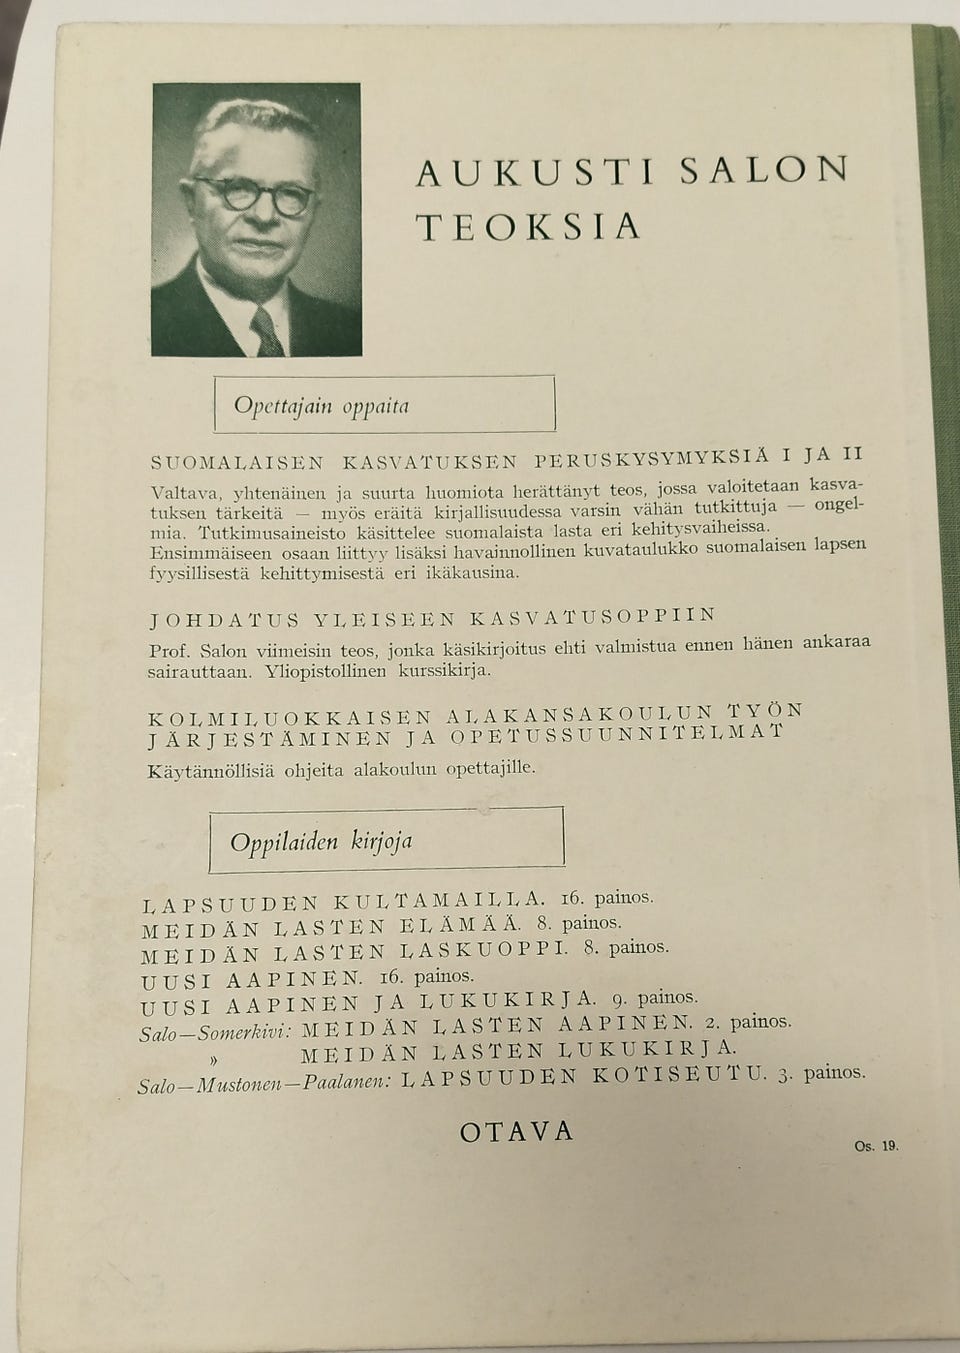 AUKUSTI SALON
TEOKSIA
Opettajain oppaita
SUOMALAISEN KASVATUKSEN PERUSKYSYMYKSIÄ I JA II
Valtava, yhtenäinen ja suurta huomiota herättänyt teos, jossa valoitetaan kasva-
tuksen tärkeitä — myös eräitä kirjallisuudessa varsin vähän tutkittuja — ongel-
mia. Tutkimusaineisto käsittelee suomalaista lasta eri kehitysvaiheissa.
Ensimmäiseen osaan liittyy lisäksi havainnollinen kuvataulukko suomalaisen lapsen
fyysillisestä kehittymisestä eri ikäkausina.
JOHDATUS YLEISEEN KASVATUSOPPIIN
Prof. Salon viimeisin teos, jonka käsikirjoitus ehti valmistua ennen hänen ankaraa
sairauttaan. Yliopistollinen kurssikirja.
KOLMILUOKKAISEN ALAKANSAKOULUN TYÖN
JÄRJESTÄMINEN JA OPETUSSUUNNITELMAT
Käytännöllisiä ohjeita alakoulun opettajille.
Oppilaiden kirjoja
LAPSUUDEN KULTAMAILLA. 16. painos.
MEIDÄN LASTEN ELÄMÄÄ. 8. painos.
MEIDÄN LASTEN LASKUOPPI. 8. painos.
UUSI AAPINEN. 16. painos.
UUSI AAPINEN JA LUKUKIRJA. 9. painos.
Salo—Somerkivi: MEIDÄN LASTEN AAPINEN. 2. painos.
» MEIDÄN LASTEN LUKUKIRJA.
Salo—Mustonen—Paalanen: LAPSUUDEN KOTISEUTU. 3. painos.
OTAVA
Os. 19.